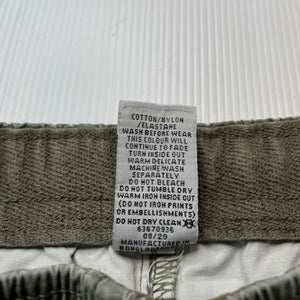 COTTON/NYLON
/ELASTANE
WASH BEFORE WEAR
THIS COLOUR WILL
CONTINUE TO FADE
TURN INSIDE OUT
WARM DELICATE
MACHINE WASH
SEPARATELY
DO NOT BLEACH
DO NOT TUMBLE DRY
WARM IRON INSIDE OUT
(DO NOT IRON PRINTS
OR EMBELLISHMENTS)
DO NOT DRY CLEAN
63670936
08/20
MANUFACTURED IN